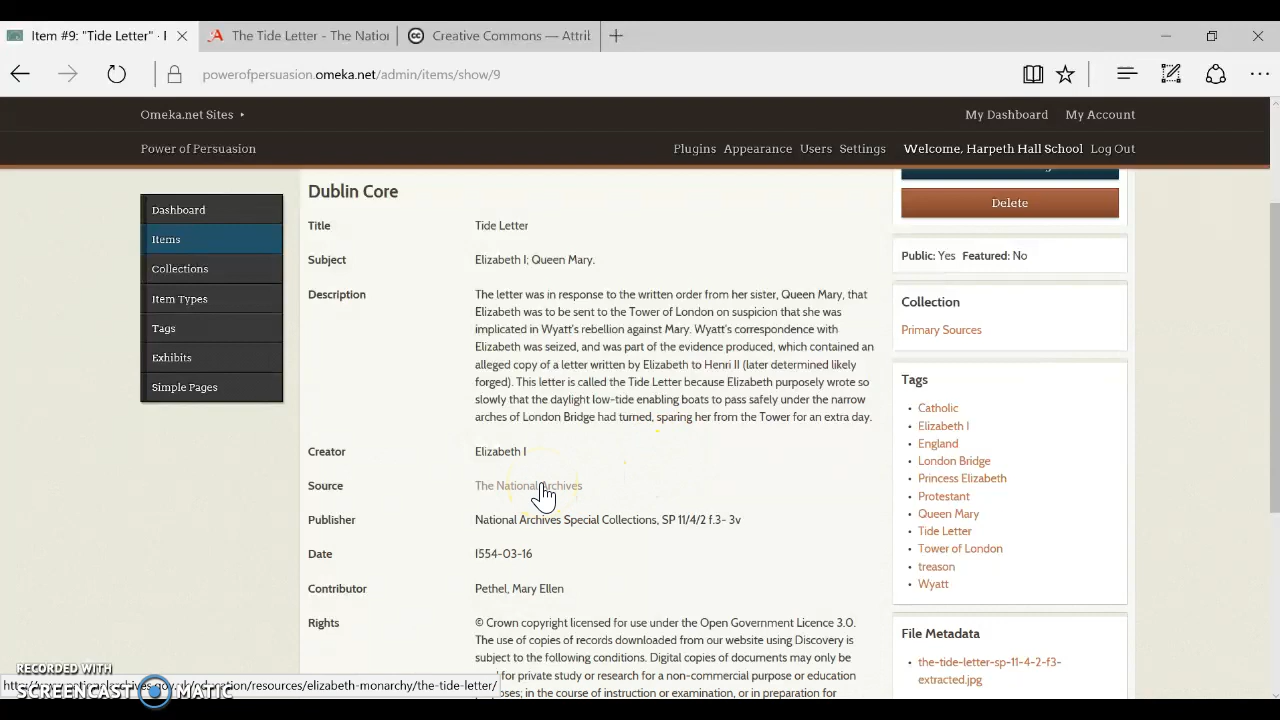 Item #9: "Tide Letter" ·
The Tide Letter - The Nation
Creative Commons — Attrib
powerofpersuasion.omeka.net/admin/items/show/9
Omeka.net Sites
My Dashboard
My Account
Power of Persuasion
Plugins
Appearance
Users
Settings
Welcome, Harpeth Hall School
Log Out
Dashboard
Items
Collections
Item Types
Tags
Exhibits
Simple Pages
Dublin Core
Title
Tide Letter
Subject
Elizabeth I; Queen Mary.
Description
The letter was in response to the written order from her sister, Queen Mary, that
Elizabeth was to be sent to the Tower of London on suspicion that she was
implicated in Wyatt's rebellion against Mary. Wyatt's correspondence with
Elizabeth was seized, and was part of the evidence produced, which contained an
alleged copy of a letter written by Elizabeth to Henri II (later determined likely
forged). This letter is called the Tide Letter because Elizabeth purposely wrote so
slowly that the daylight low-tide enabling boats to pass safely under the narrow
arches of London Bridge had turned, sparing her from the Tower for an extra day.
Creator
Elizabeth I
Source
The National Archives
Publisher
National Archives Special Collections, SP 11/4/2 f.3- 3v
Date
1554-03-16
Contributor
Pethel, Mary Ellen
Rights
© Crown copyright licensed for use under the Open Government Licence 3.0.
The use of copies of records downloaded from our website using Discovery is
subject to the following conditions. Digital copies of documents may only be
for private study or research for a non-commercial purpose or education
in the course of instruction or examination, or in preparation for
Delete
Public: Yes Featured: No
Collection
Primary Sources
Tags
Catholic
Elizabeth I
England
London Bridge
Princess Elizabeth
Protestant
Queen Mary
Tide Letter
Tower of London
treason
Wyatt
File Metadata
the-tide-letter-sp-11-4-2-f3-
extracted.jpg
RECORDED WITH
SCREENCAST MATIC
archives.gov.uk/education/resources/elizabeth-monarchy/the-tide-letter/